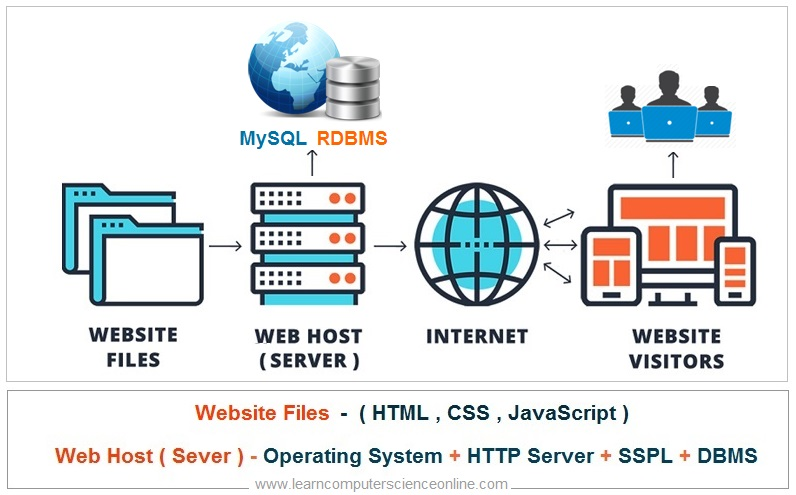 MySQL RDBMS
WEBSITE
FILES
WEB HOST
( SERVER )
INTERNET
WEBSITE
VISITORS
Website Files - ( HTML , CSS , JavaScript )
Web Host ( Sever ) - Operating System + HTTP Server + SSPL + DBMS
www.learncomputerscienceonline.com